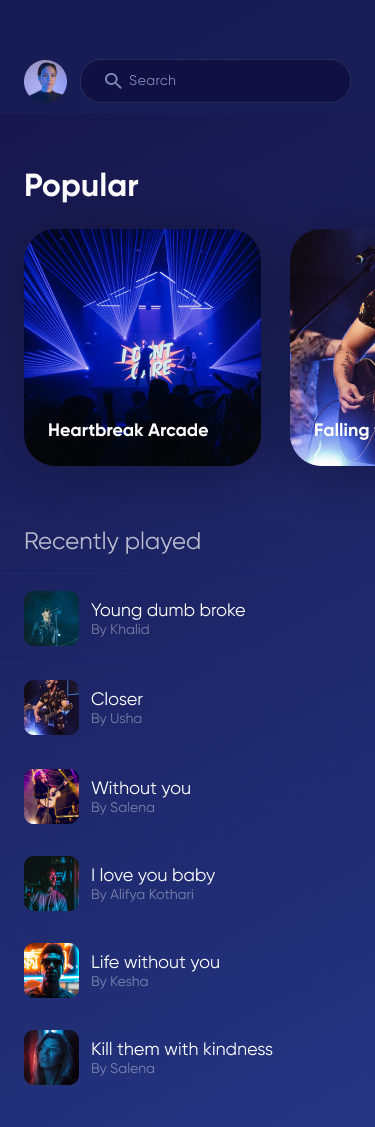 Search
Popular
I DON'T
CARE
Heartbreak Arcade
Falling
Recently played
Young dumb broke
By Khalid
Closer
By Usha
Without you
By Salena
I love you baby
By Alifya Kothari
Life without you
By Kesha
Kill them with kindness
By Salena